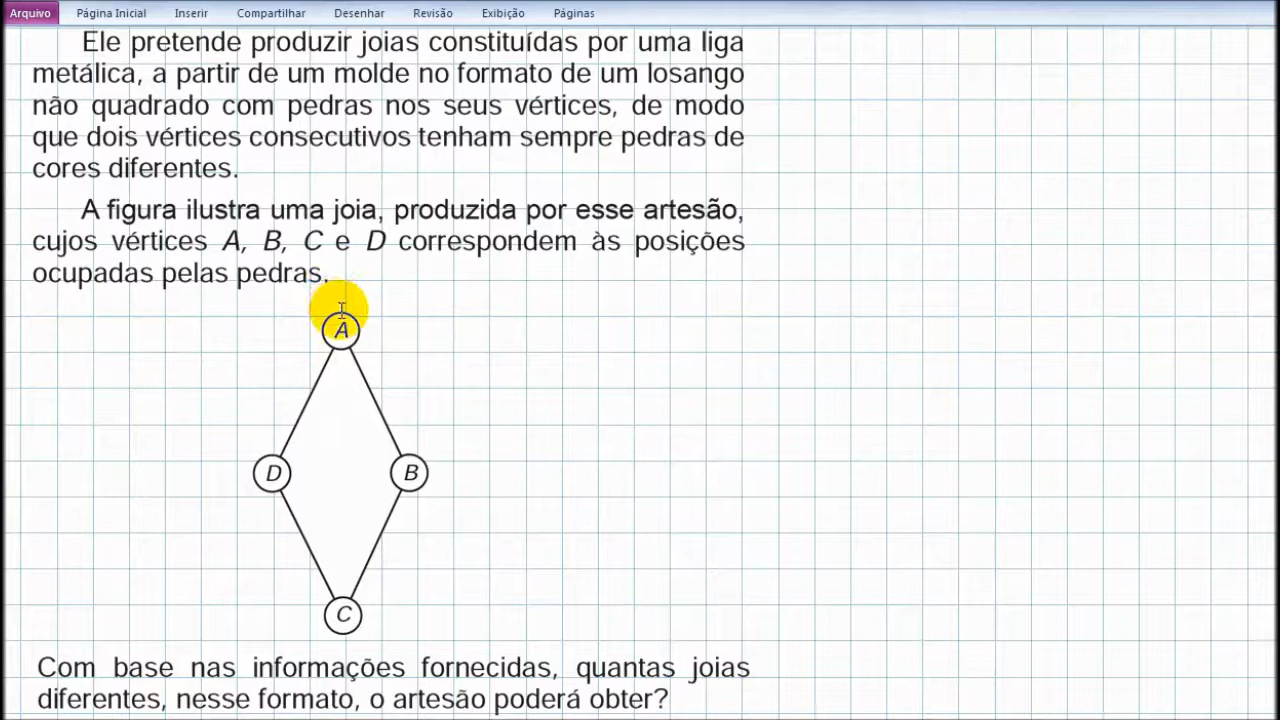 Arquivo Página Inicial Inserir Compartilhar Desenhar Revisão Exibição Páginas
Ele pretende produzir joias constituídas por uma liga
metálica, a partir de um molde no formato de um losango
não quadrado com pedras nos seus vértices, de modo
que dois vértices consecutivos tenham sempre pedras de
cores diferentes.
A figura ilustra uma joia, produzida por esse artesão,
cujos vértices A, B, C e D correspondem às posições
ocupadas pelas pedras.
A
D B
C
Com base nas informações fornecidas, quantas joias
diferentes, nesse formato, o artesão poderá obter?